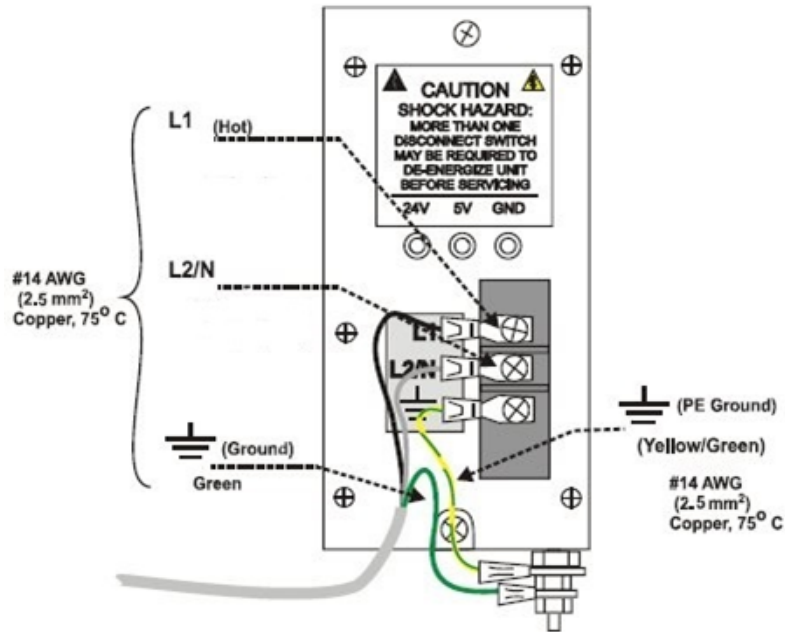 CAUTION
SHOCK HAZARD:
MORE THAN ONE
DISCONNECT SWITCH
MAY BE REQUIRED TO
DE-ENERGIZE UNIT
BEFORE SERVICING
24V 5V GND
L1 (Hot)
L2/N
#14 AWG
(2.5 mm²)
Copper, 75° C
(Ground)
Green
L1
L2/N
(PE Ground)
(Yellow/Green)
#14 AWG
(2.5 mm²)
Copper, 75° C